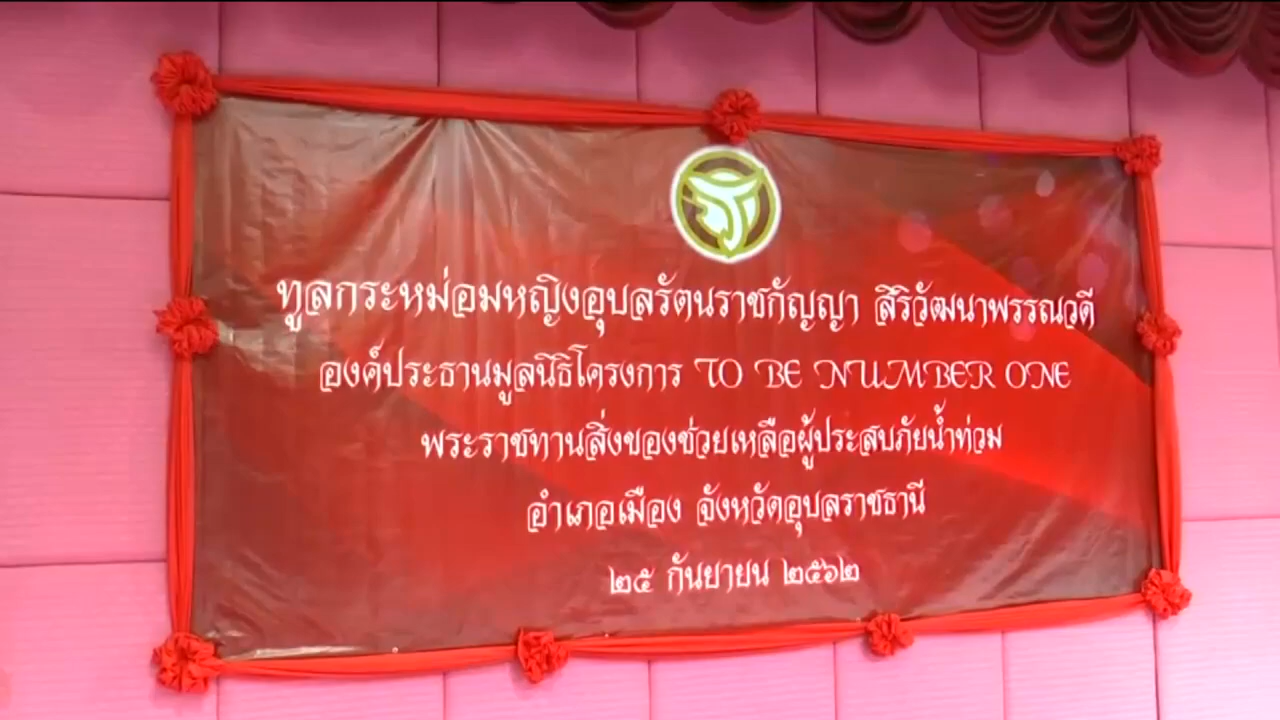 ทูลกระหม่อมหญิงอุบลรัตนราชกัญญา สิริวัฒนาพรรณวดี
องค์ประธานมูลนิธิโครงการ TO BE NUMBER ONE
พระราชทานสิ่งของช่วยเหลือผู้ประสบภัยน้ำท่วม
อำเภอเมือง จังหวัดอุบลราชธานี
๒๕ กันยายน ๒๕๖๒